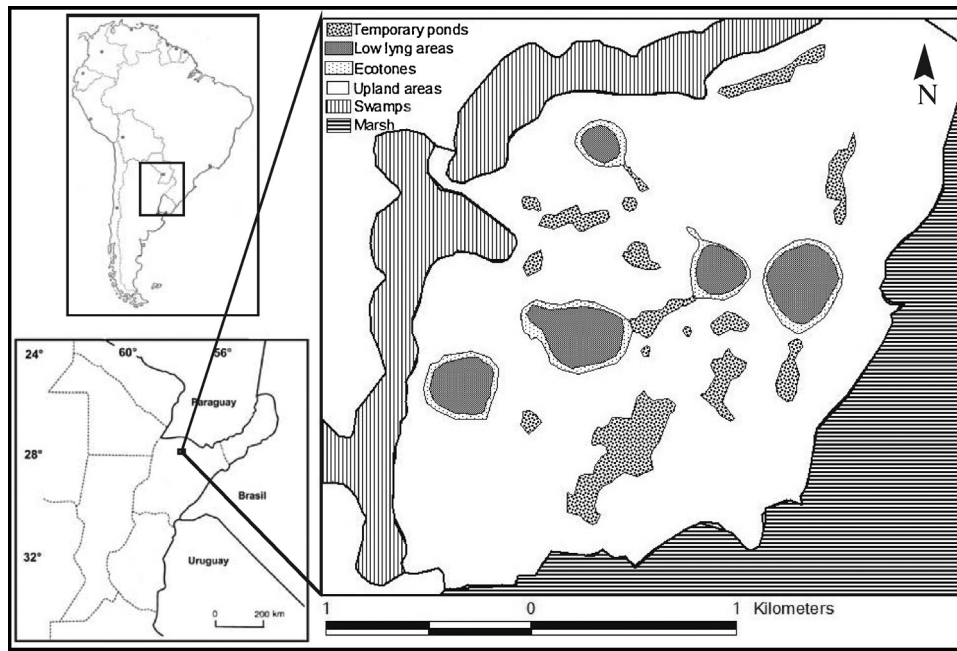 Temporary ponds
Low lyng areas
Ecotones
Upland areas
Swamps
Marsh
N
24°
60°
56°
Paraguay
28°
Brasil
32°
Uruguay
0 200 km
1 0 1 Kilometers